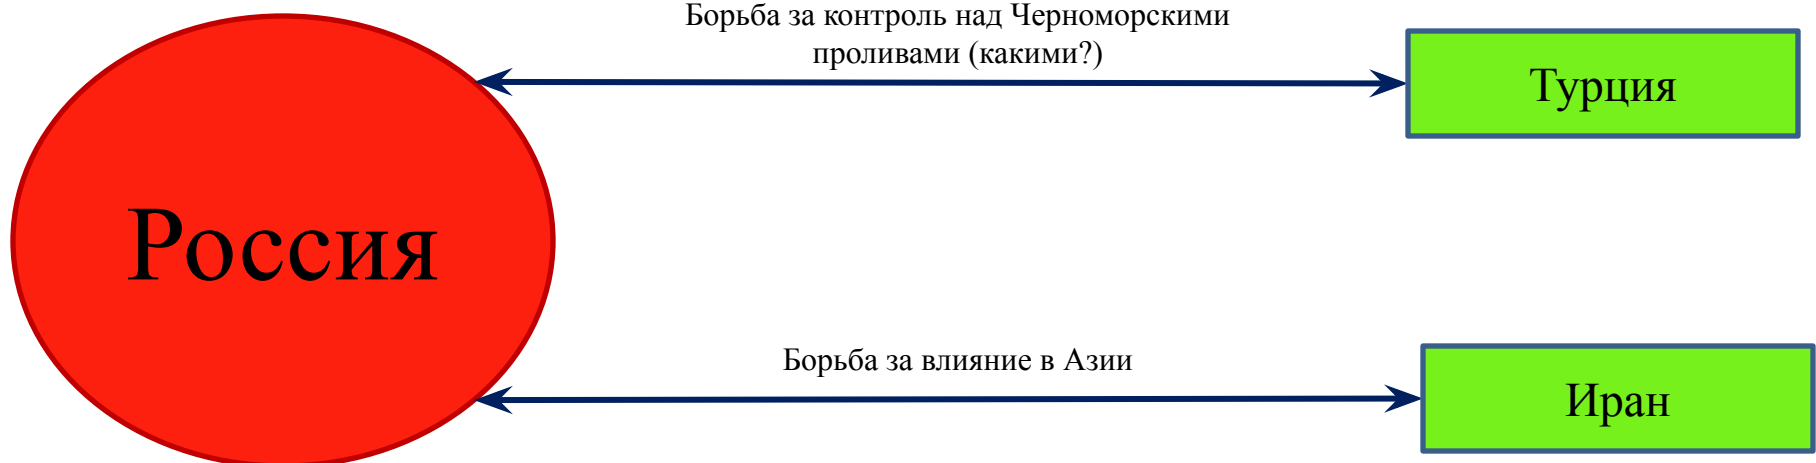 Борьба за контроль над Черноморскими
проливами (какими?)
Турция
Россия
Борьба за влияние в Азии
Иран